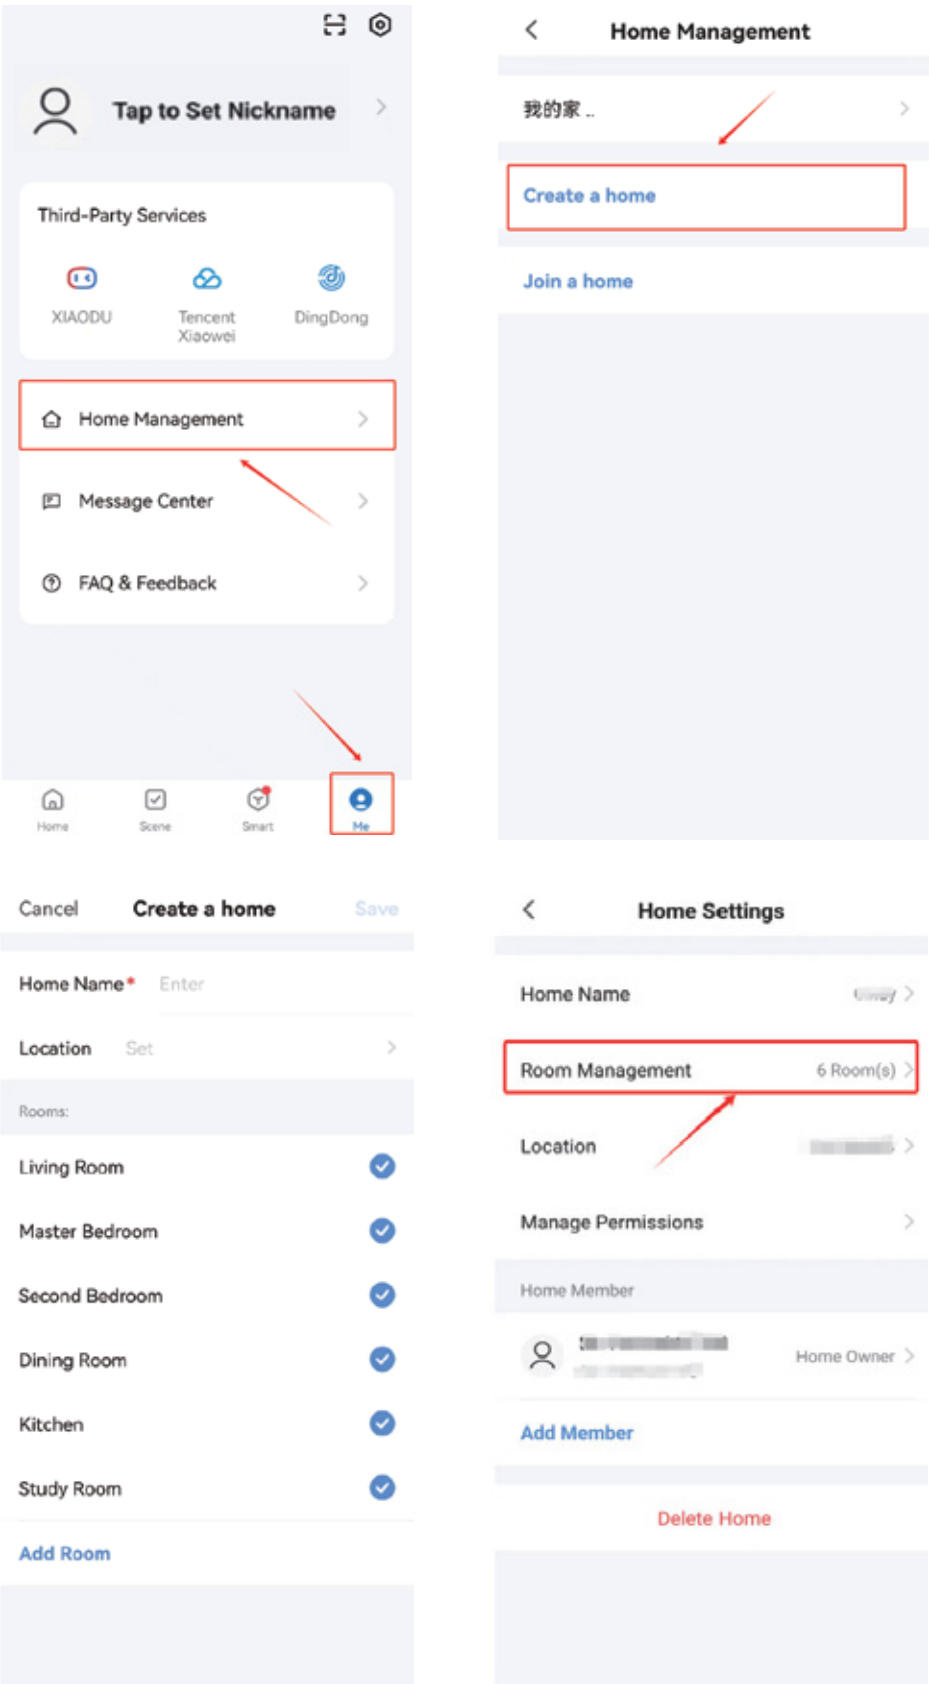 Tap to Set Nickname
Third-Party Services
XIAODU
Tencent
Xiaowei
DingDong
Home Management
Message Center
FAQ & Feedback
Home
Scene
Smart
Me
Home Management
我的家 ..
Create a home
Join a home
Cancel
Create a home
Save
Home Name* Enter
Location Set
Rooms:
Living Room
Master Bedroom
Second Bedroom
Dining Room
Kitchen
Study Room
Add Room
Home Settings
Home Name
Room Management 6 Room(s)
Location
Manage Permissions
Home Member
Home Owner
Add Member
Delete Home